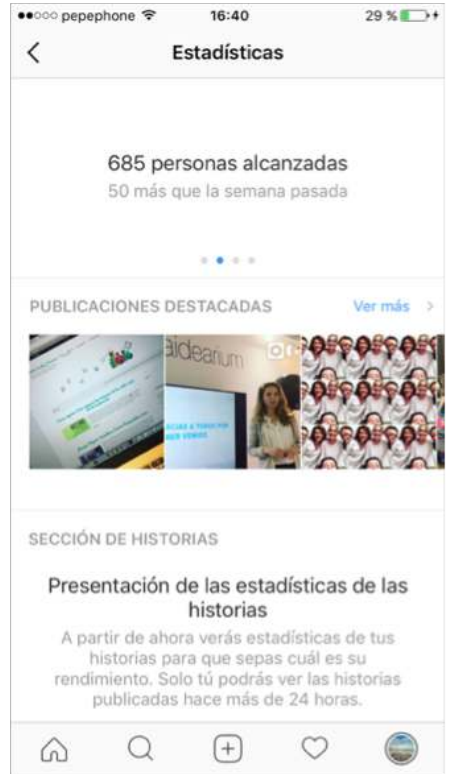 pepephone 16:40 29 %
Estadísticas
685 personas alcanzadas
50 más que la semana pasada
PUBLICACIONES DESTACADAS Ver más
aidearium
SECCIÓN DE HISTORIAS
Presentación de las estadísticas de las
historias
A partir de ahora verás estadísticas de tus
historias para que sepas cuál es su
rendimiento. Solo tú podrás ver las historias
publicadas hace más de 24 horas.